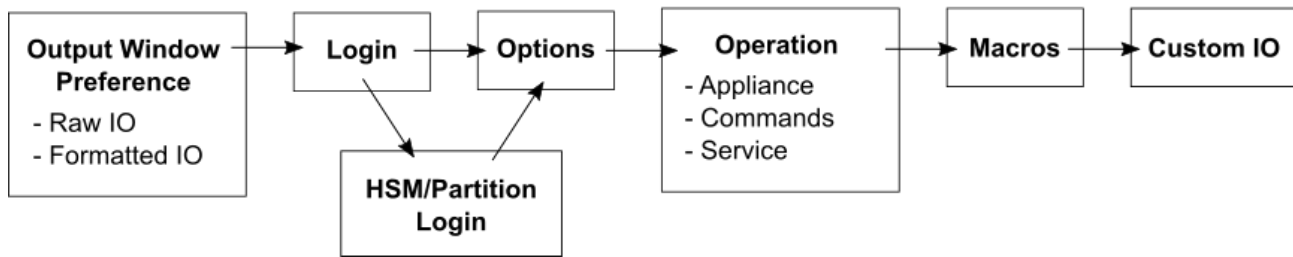 Output Window
Preference
- Raw IO
- Formatted IO
Login
HSM/Partition
Login
Options
Operation
- Appliance
- Commands
- Service
Macros
Custom IO